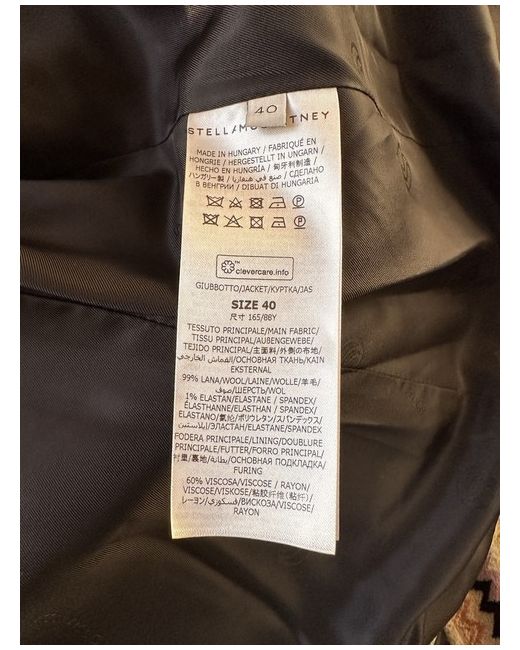 40
STELLA McCARTNEY
MADE IN HUNGARY / FABRIQUÉ EN
HONGRIE / HERGESTELLT IN UNGARN /
HECHO EN HUNGRIA / 匈牙利制造 /
ハンガリー製 / صنع في هنغاريا / СДЕЛАНО
В ВЕНГРИИ / DIBUAT DI HUNGARIA
clevercare.info
GIUBBOTTO/JACKET/КУРТКА/JAS
SIZE 40
尺寸 165/88Y
TESSUTO PRINCIPALE/MAIN FABRIC/
TISSU PRINCIPAL/AUßENGEWEBE/
TEJIDO PRINCIPAL/主面料/外側の布地/
القماش الخارجي/ОСНОВНАЯ ТКАНЬ/KAIN
EKSTERNAL
99% LANA/WOOL/LAINE/WOLLE/羊毛/
صوف/ШЕРСТЬ/WOL
1% ELASTAN/ELASTANE / SPANDEX/
ÉLASTHANNE/ELASTHAN / SPANDEX/
ELASTANO/氨纶/ポリウレタン/スパンデックス/
إيلاستين/ЭЛАСТАН/ELASTANE/SPANDEX
FODERA PRINCIPALE/LINING/DOUBLURE
PRINCIPALE/FUTTER/FORRO PRINCIPAL/
衬里/裏地/بطانة/ОСНОВНАЯ ПОДКЛАДКА/
FURING
60% VISCOSA/VISCOSE / RAYON/
VISCOSE/VISKOSE/粘胶纤维(粘纤)/
レーヨン/فسكوزي/ВИСКОЗА/VISCOSE/
RAYON